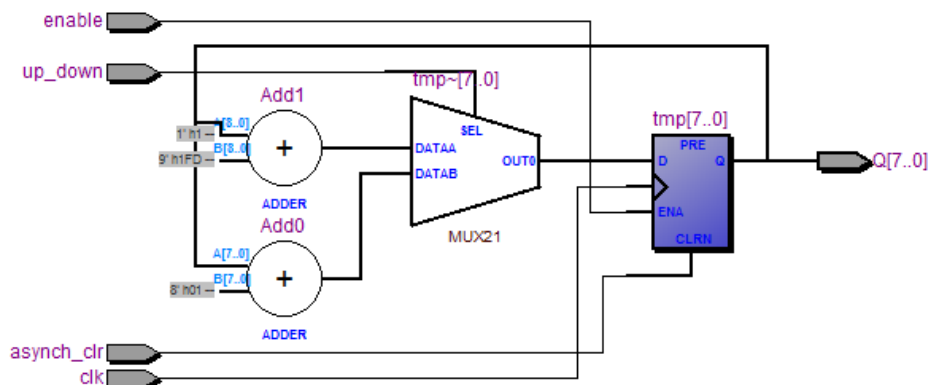 enable
up_down
tmp~[7..0]
Add1
SEL
tmp[7..0]
A[8..0]
1' h1 --
B[8..0]
9' h1FD --
+
DATAA
DATAB
OUT0
PRE
D
Q
ENA
CLRN
Q[7..0]
ADDER
MUX21
Add0
A[7..0]
B[7..0]
8' h01 --
+
ADDER
asynch_clr
clk